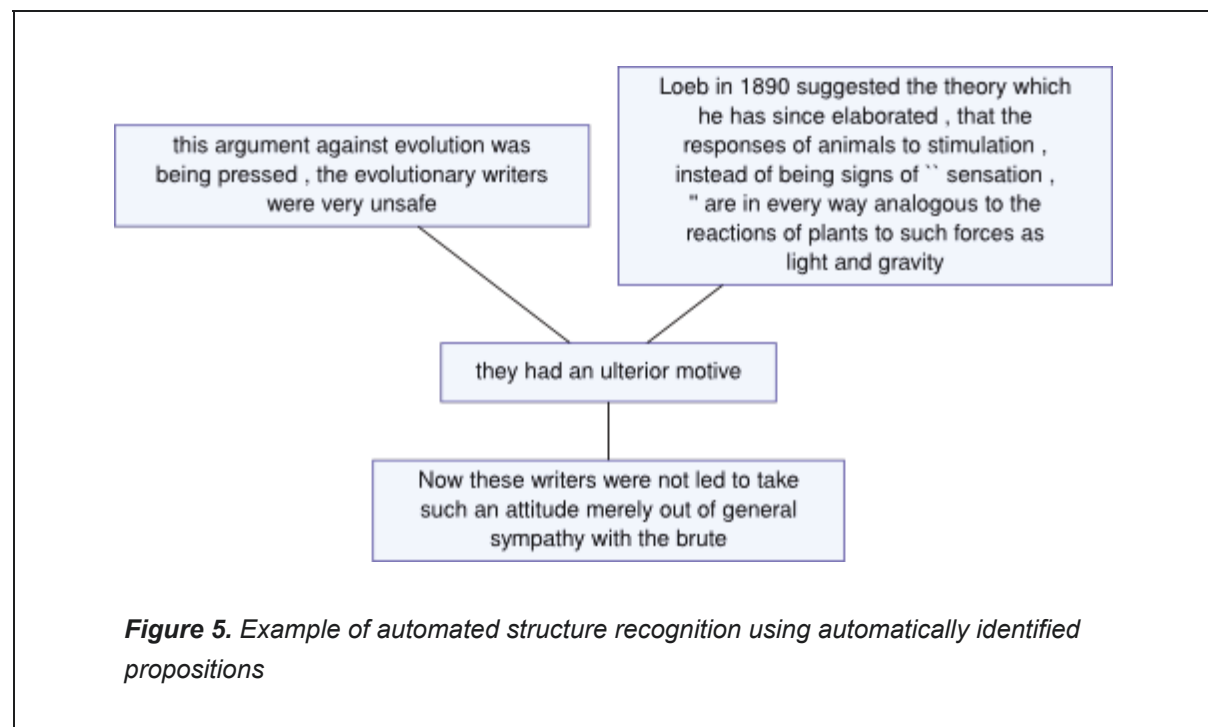 this argument against evolution was
being pressed , the evolutionary writers
were very unsafe
Loeb in 1890 suggested the theory which
he has since elaborated , that the
responses of animals to stimulation ,
instead of being signs of `` sensation ,
" are in every way analogous to the
reactions of plants to such forces as
light and gravity
they had an ulterior motive
Now these writers were not led to take
such an attitude merely out of general
sympathy with the brute
Figure 5. Example of automated structure recognition using automatically identified
propositions